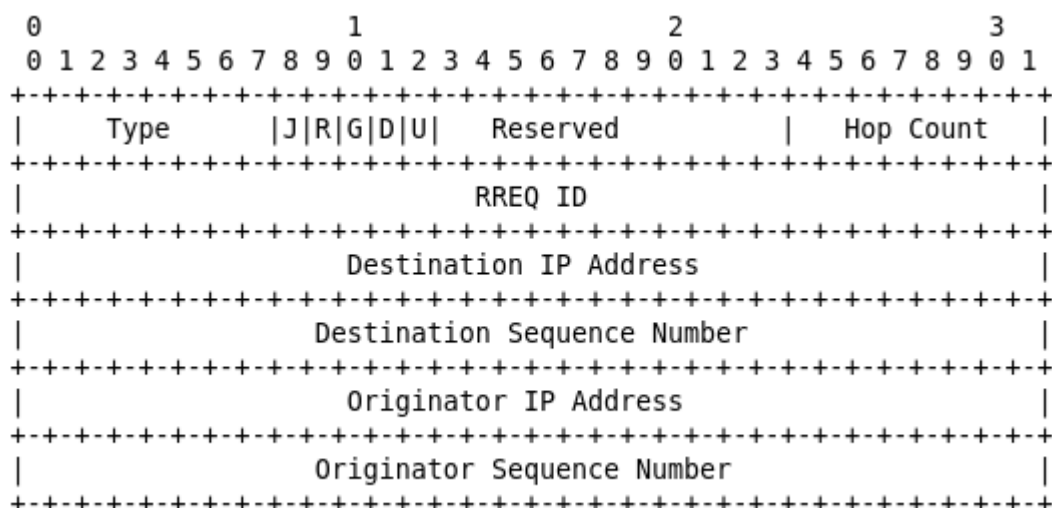 0                   1                   2                   3
 0 1 2 3 4 5 6 7 8 9 0 1 2 3 4 5 6 7 8 9 0 1 2 3 4 5 6 7 8 9 0 1
+-+-+-+-+-+-+-+-+-+-+-+-+-+-+-+-+-+-+-+-+-+-+-+-+-+-+-+-+-+-+-+-+
|     Type      |J|R|G|D|U|   Reserved          |   Hop Count   |
+-+-+-+-+-+-+-+-+-+-+-+-+-+-+-+-+-+-+-+-+-+-+-+-+-+-+-+-+-+-+-+-+
|                            RREQ ID                            |
+-+-+-+-+-+-+-+-+-+-+-+-+-+-+-+-+-+-+-+-+-+-+-+-+-+-+-+-+-+-+-+-+
|                    Destination IP Address                     |
+-+-+-+-+-+-+-+-+-+-+-+-+-+-+-+-+-+-+-+-+-+-+-+-+-+-+-+-+-+-+-+-+
|                  Destination Sequence Number                  |
+-+-+-+-+-+-+-+-+-+-+-+-+-+-+-+-+-+-+-+-+-+-+-+-+-+-+-+-+-+-+-+-+
|                    Originator IP Address                      |
+-+-+-+-+-+-+-+-+-+-+-+-+-+-+-+-+-+-+-+-+-+-+-+-+-+-+-+-+-+-+-+-+
|                  Originator Sequence Number                   |
+-+-+-+-+-+-+-+-+-+-+-+-+-+-+-+-+-+-+-+-+-+-+-+-+-+-+-+-+-+-+-+-+